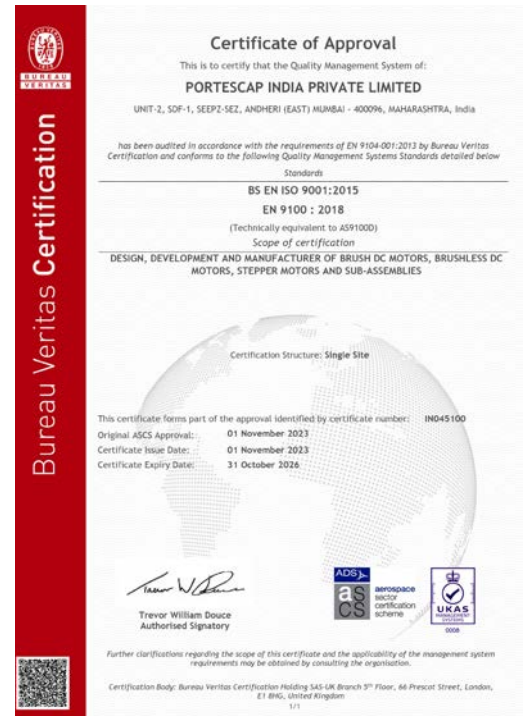 BUREAU
VERITAS
Bureau Veritas Certification
Certificate of Approval
This is to certify that the Quality Management System of:
PORTESCAP INDIA PRIVATE LIMITED
UNIT-2, SDF-1, SEEPZ-SEZ, ANDHERI (EAST) MUMBAI - 400096, MAHARASHTRA, India
has been audited in accordance with the requirements of EN 9104-001:2013 by Bureau Veritas
Certification and conforms to the following Quality Management Systems Standards detailed below
Standards
BS EN ISO 9001:2015
EN 9100 : 2018
(Technically equivalent to AS9100D)
Scope of certification
DESIGN, DEVELOPMENT AND MANUFACTURER OF BRUSH DC MOTORS, BRUSHLESS DC
MOTORS, STEPPER MOTORS AND SUB-ASSEMBLIES
Certification Structure: Single Site
This certificate forms part of the approval identified by certificate number: IN045100
Original ASCS Approval: 01 November 2023
Certificate Issue Date: 01 November 2023
Certificate Expiry Date: 31 October 2026
Trevor William Douce
Authorised Signatory
ADS
as
CS
aerospace
sector
certification
scheme
UKAS
MANAGEMENT
SYSTEMS
0008
Further clarifications regarding the scope of this certificate and the applicability of the management system
requirements may be obtained by consulting the organisation.
Certification Body: Bureau Veritas Certification Holding SAS-UK Branch 5th Floor, 66 Prescot Street, London,
E1 8HG, United Kingdom
1/1